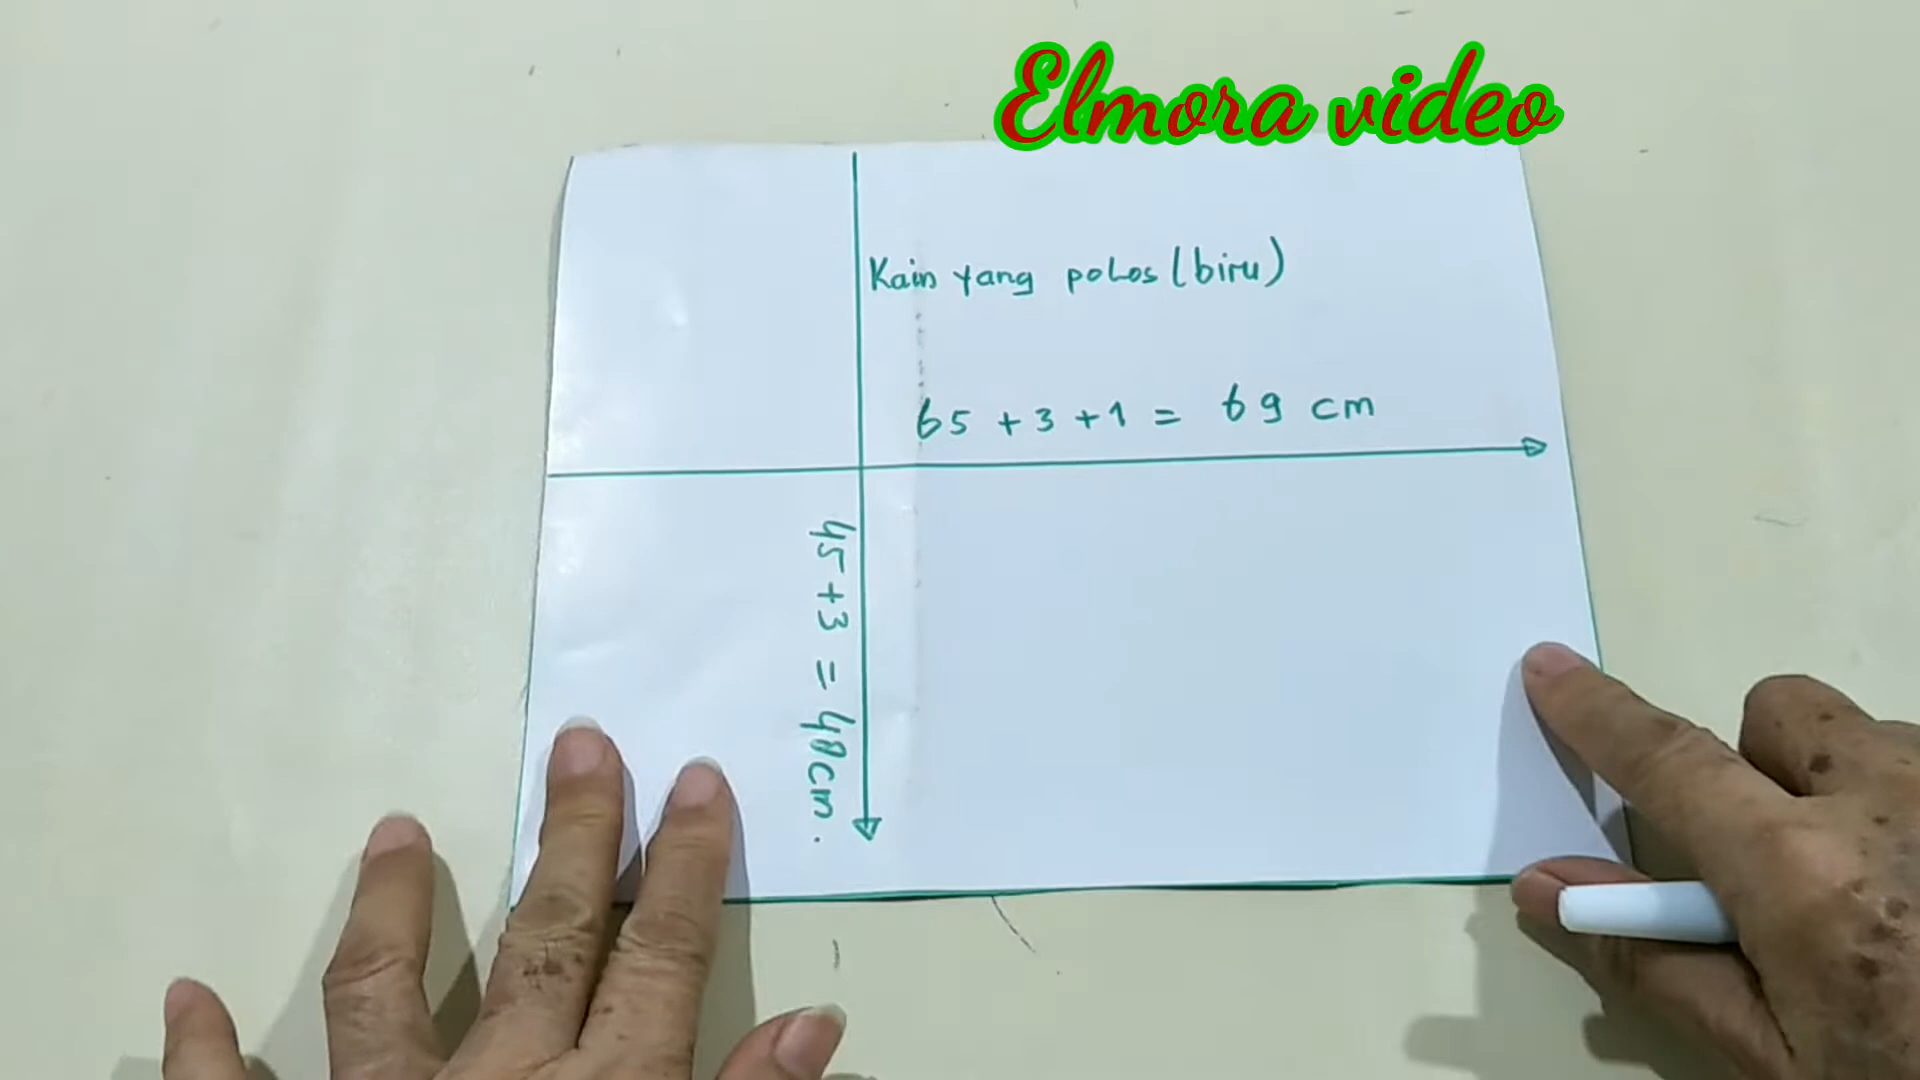 Elmora video
Kain yang polos (biru)
65 + 3 + 1 = 69 cm
45 + 3 = 48 cm.